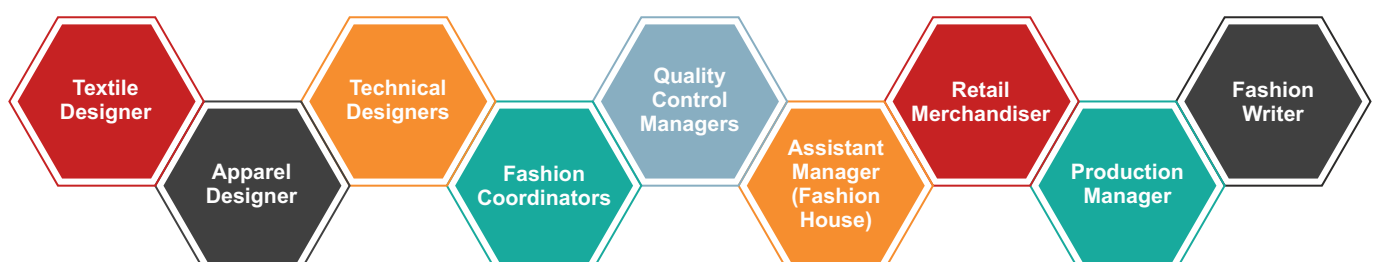 Textile
Designer
Apparel
Designer
Technical
Designers
Fashion
Coordinators
Quality
Control
Managers
Assistant
Manager
(Fashion
House)
Retail
Merchandiser
Production
Manager
Fashion
Writer